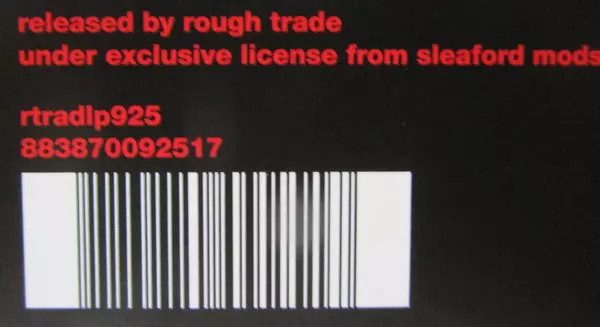 released by rough trade
under exclusive license from sleaford mods
rtradlp925
883870092517